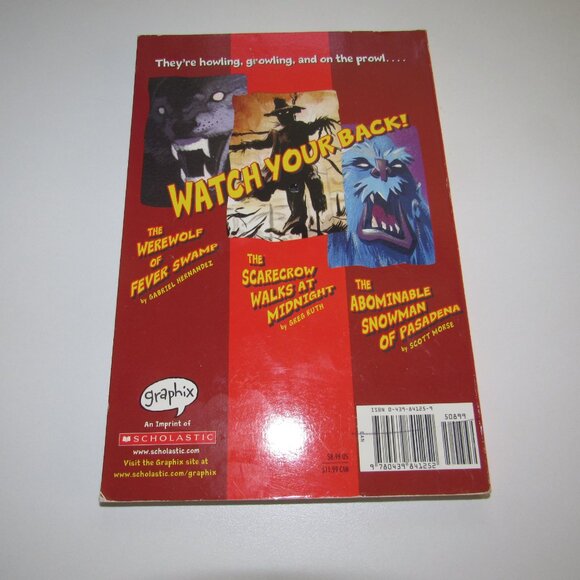 They're howling, growling, and on the prowl....
WATCH YOUR BACK!
THE
WEREWOLF
OF
FEVER SWAMP
by GABRIEL HERNANDEZ
THE
SCARECROW
WALKS AT
MIDNIGHT
by GREG RUTH
THE
ABOMINABLE
SNOWMAN
OF PASADENA
by SCOTT MORSE
graphix
An Imprint of
SCHOLASTIC
www.scholastic.com
Visit the Graphix site at
scholastic.com/graphix
$8.99 US
$11.99 CAN
ISBN 0-439-84125-9
50899
9 780439 841252